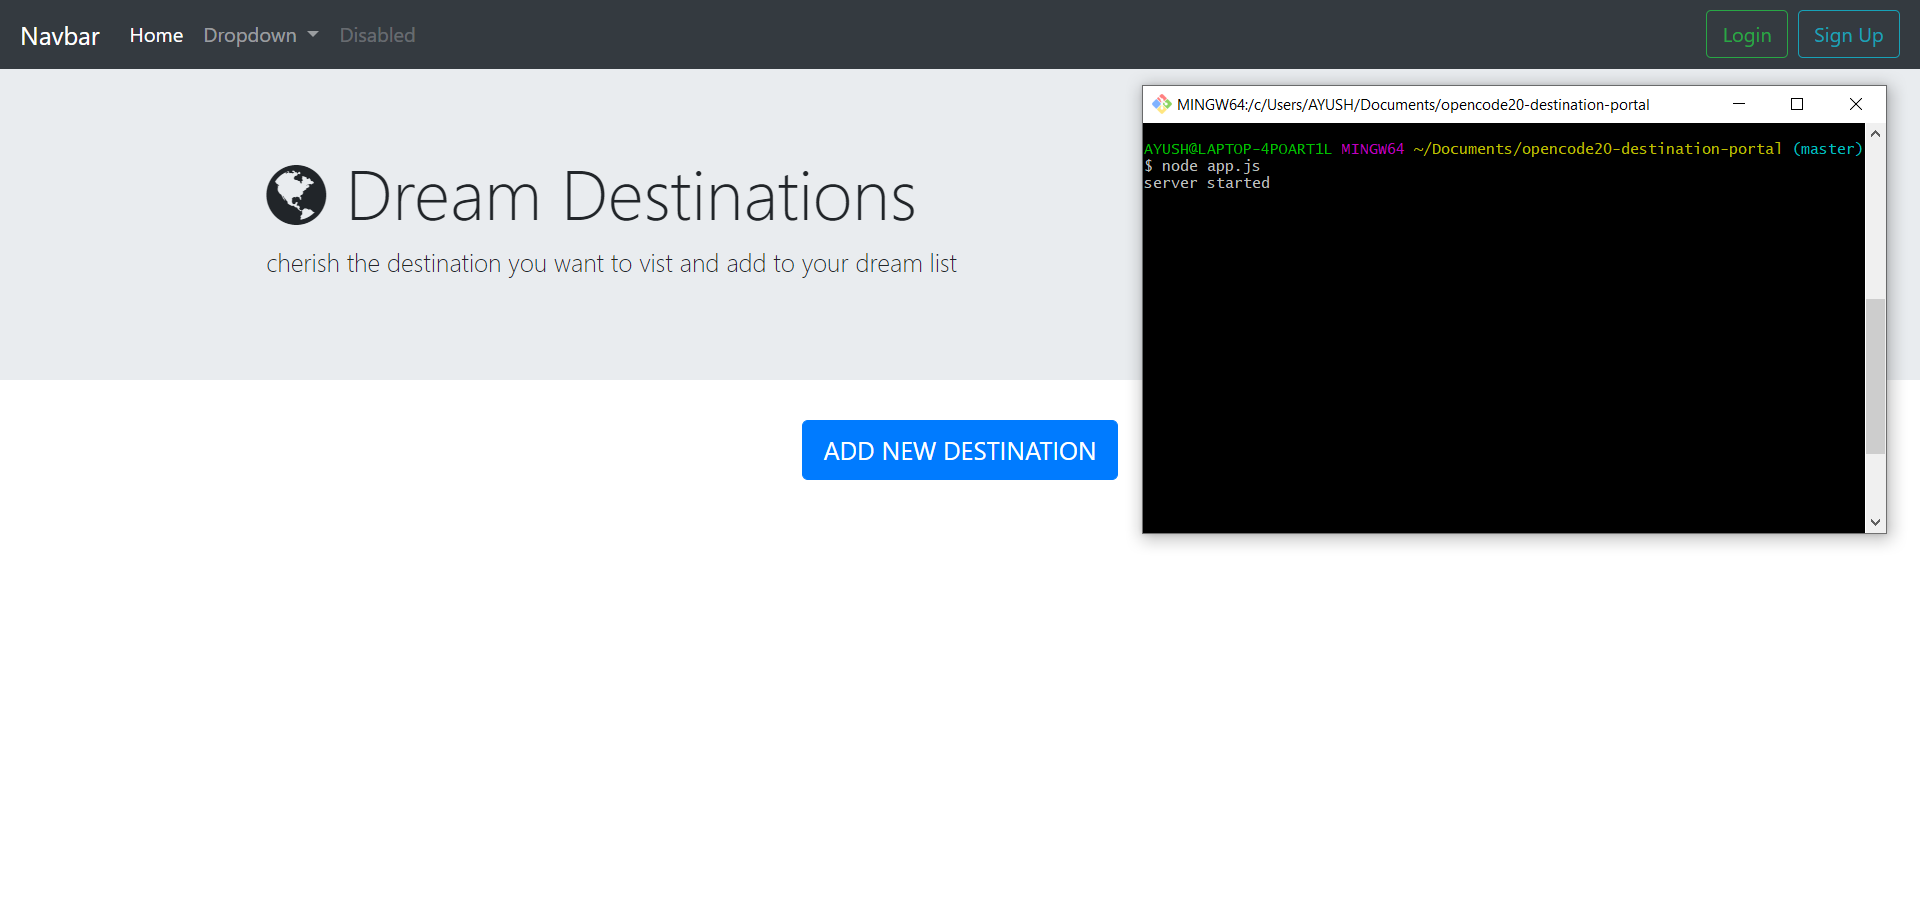 Navbar Home Dropdown Disabled Login Sign Up
Dream Destinations
cherish the destination you want to vist and add to your dream list
ADD NEW DESTINATION
MINGW64:/c/Users/AYUSH/Documents/opencode20-destination-portal
AYUSH@LAPTOP-4POART1L MINGW64 ~/Documents/opencode20-destination-portal (master)
$ node app.js
server started